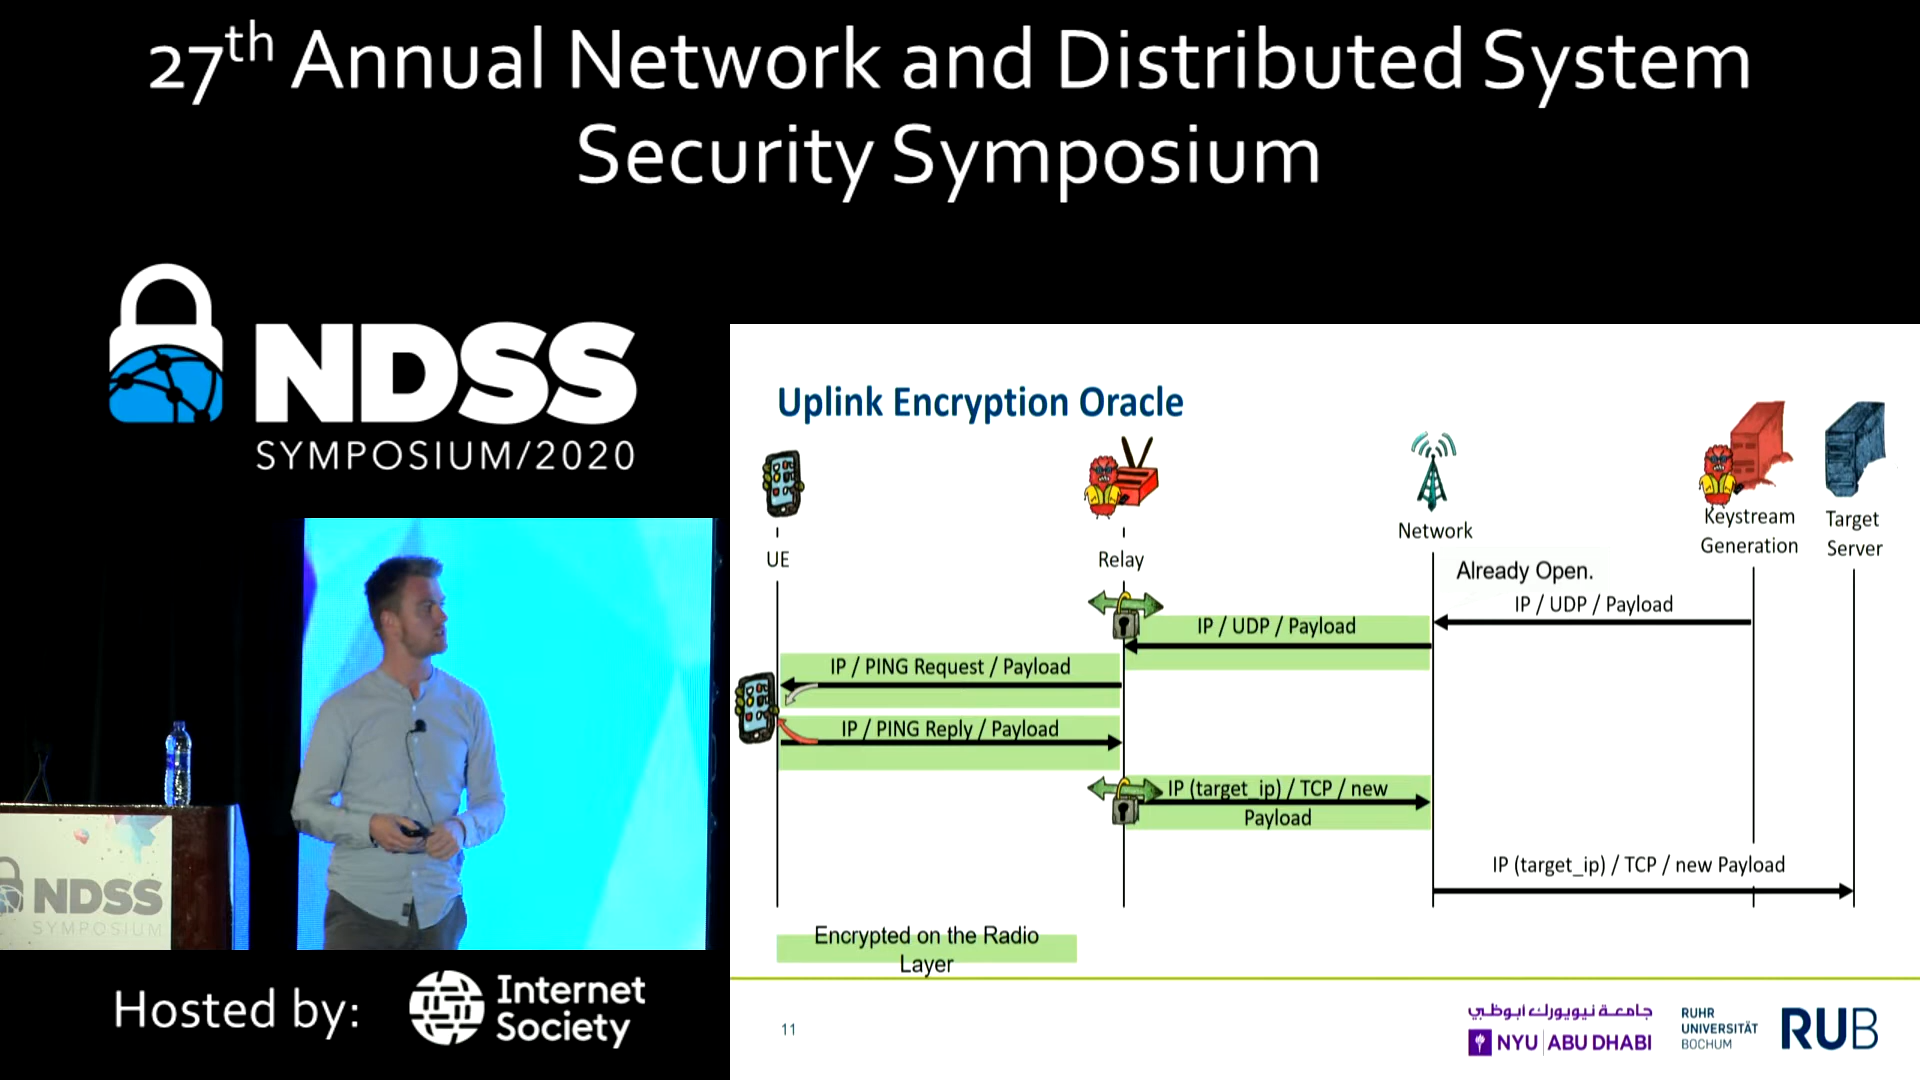 27th Annual Network and Distributed System
Security Symposium
NDSS
SYMPOSIUM/2020
Uplink Encryption Oracle
UE
Relay
Network
Keystream
Generation
Target
Server
Already Open.
IP / UDP / Payload
IP / UDP / Payload
IP / PING Request / Payload
IP / PING Reply / Payload
IP (target_ip) / TCP / new
Payload
IP (target_ip) / TCP / new Payload
Encrypted on the Radio
Layer
NDSS
SYMPOSIUM
Hosted by:
Internet
Society
11
جامعة نيويورك أبوظبي
NYU ABU DHABI
RUHR
UNIVERSITÄT
BOCHUM
RUB